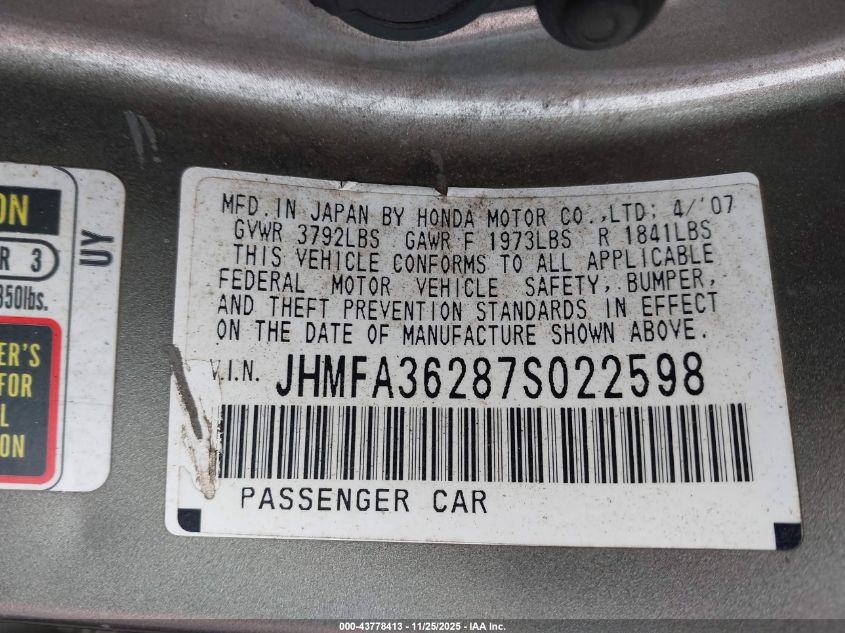 ON
R 3
350lbs.
UY
ER'S
FOR
L
ION
MFD. IN JAPAN BY HONDA MOTOR CO.,LTD; 4/'07
GVWR 3792LBS GAWR F 1973LBS R 1841LBS
THIS VEHICLE CONFORMS TO ALL APPLICABLE
FEDERAL MOTOR VEHICLE SAFETY, BUMPER,
AND THEFT PREVENTION STANDARDS IN EFFECT
ON THE DATE OF MANUFACTURE SHOWN ABOVE.
V.I.N. JHMFA36287S022598
PASSENGER CAR
000-43778413 - 11/25/2025 - IAA Inc.